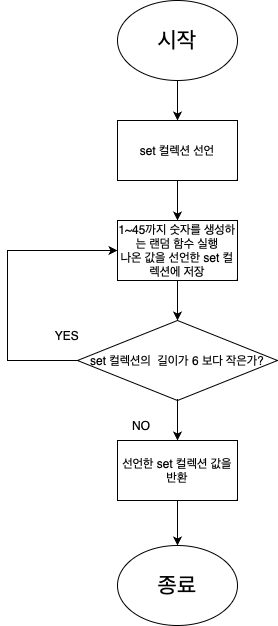 시작
set 컬렉션 선언
1~45까지 숫자를 생성하
는 랜덤 함수 실행
나온 값을 선언한 set 컬
렉션에 저장
YES
set 컬렉션의 길이가 6 보다 작은가?
NO
선언한 set 컬렉션 값을
반환
종료